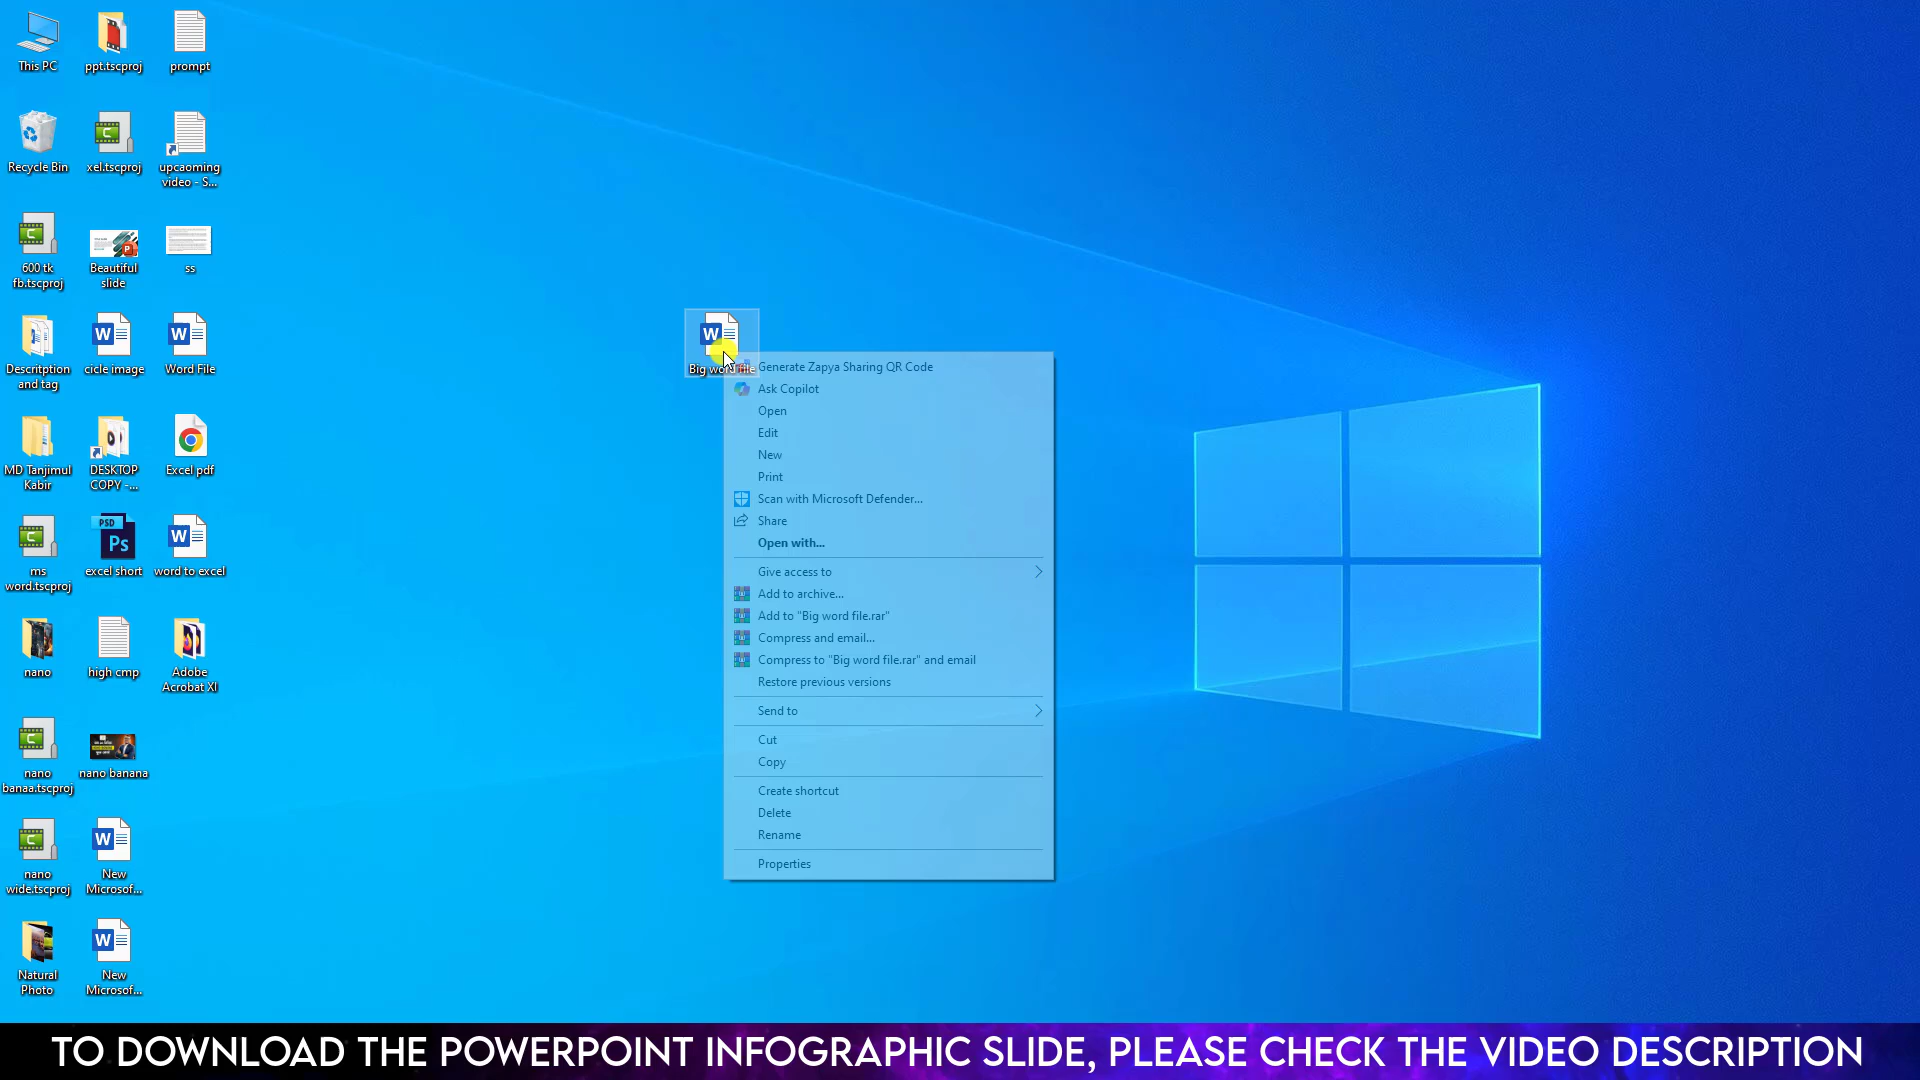 This PC
ppt.tscproj
prompt
Recycle Bin
xel.tscproj
upcaoming
video - S...
600 tk
fb.tscproj
Beautiful
slide
ss
Descritption
and tag
cicle image
Word File
MD Tanjimul
Kabir
DESKTOP
COPY -...
Excel pdf
ms
word.tscproj
PSD
Ps
excel short
word to excel
nano
high cmp
Adobe
Acrobat XI
nano
banaa.tscproj
nano banana
nano
wide.tscproj
New
Microsof...
Natural
Photo
New
Microsof...
Big word file
Generate Zapya Sharing QR Code
Ask Copilot
Open
Edit
New
Print
Scan with Microsoft Defender...
Share
Open with...
Give access to
Add to archive...
Add to "Big word file.rar"
Compress and email...
Compress to "Big word file.rar" and email
Restore previous versions
Send to
Cut
Copy
Create shortcut
Delete
Rename
Properties
TO DOWNLOAD THE POWERPOINT INFOGRAPHIC SLIDE, PLEASE CHECK THE VIDEO DESCRIPTION